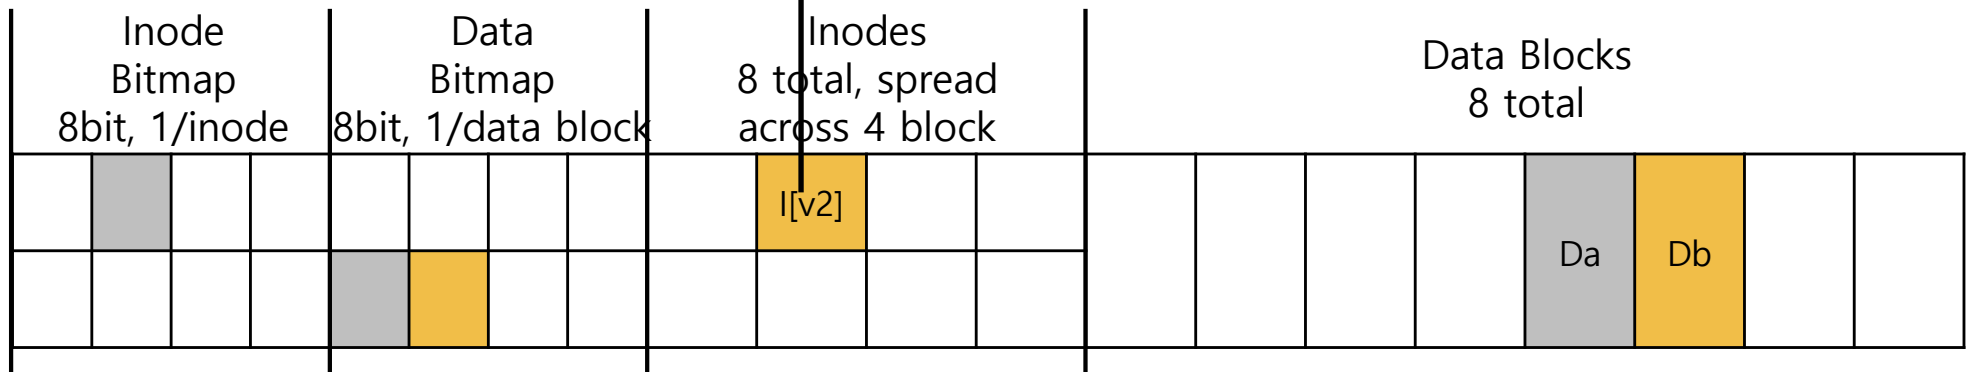 Inode
Bitmap
8bit, 1/inode
Data
Bitmap
8bit, 1/data block
Inodes
8 total, spread
across 4 block
Data Blocks
8 total
I[v2]
Da
Db